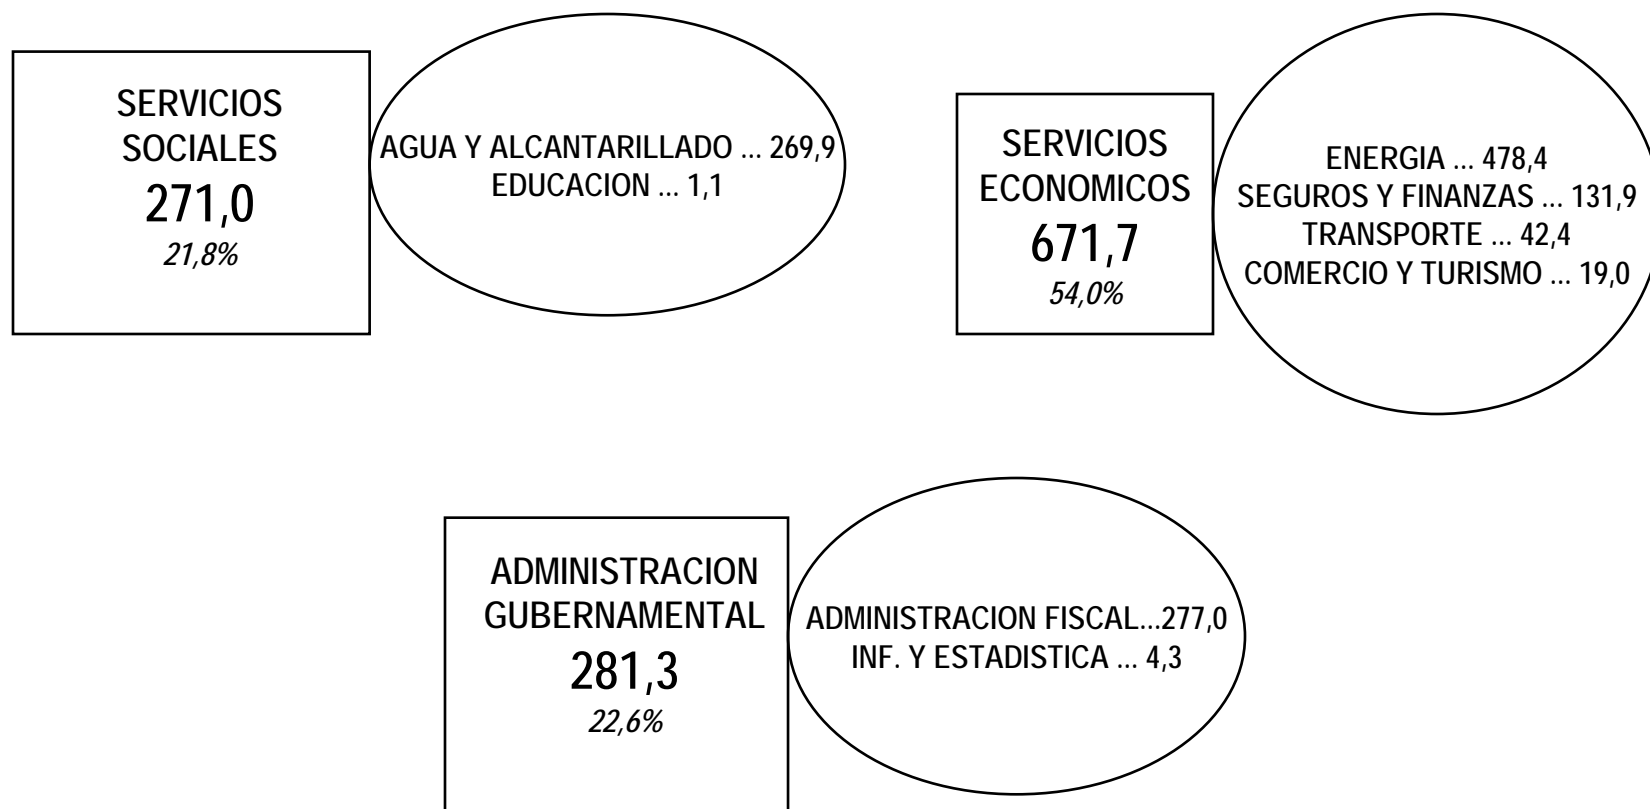 SERVICIOS
SOCIALES
271,0
21,8%
AGUA Y ALCANTARILLADO ... 269,9
EDUCACION ... 1,1
SERVICIOS
ECONOMICOS
671,7
54,0%
ENERGIA ... 478,4
SEGUROS Y FINANZAS ... 131,9
TRANSPORTE ... 42,4
COMERCIO Y TURISMO ... 19,0
ADMINISTRACION
GUBERNAMENTAL
281,3
22,6%
ADMINISTRACION FISCAL...277,0
INF. Y ESTADISTICA ... 4,3